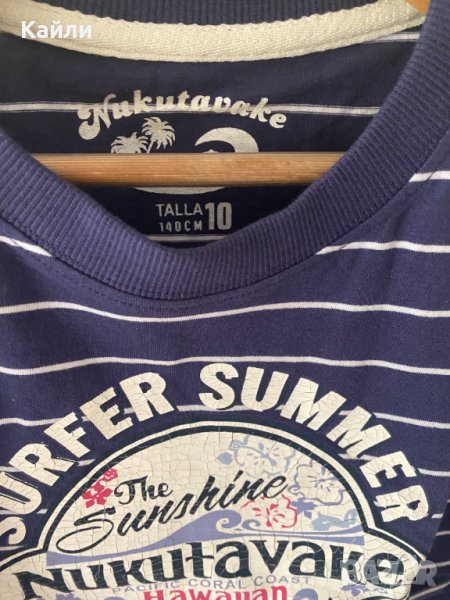 Кайли
Nukutavake
TALLA 10
140CM
SURFER SUMMER
The
Sunshine
Nukutavake
PACIFIC CORAL COAST
Hawaiian